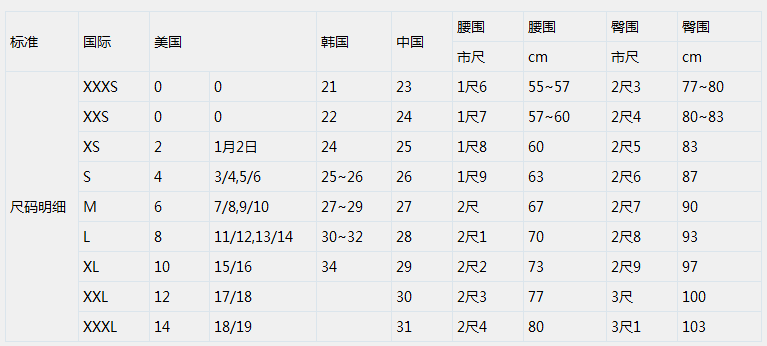 标准 国际 美国 韩国 中国 腰围 腰围 臀围 臀围
市尺 cm 市尺 cm
尺码明细
XXXS 0 0 21 23 1尺6 55~57 2尺3 77~80
XXS 0 0 22 24 1尺7 57~60 2尺4 80~83
XS 2 1月2日 24 25 1尺8 60 2尺5 83
S 4 3/4,5/6 25~26 26 1尺9 63 2尺6 87
M 6 7/8,9/10 27~29 27 2尺 67 2尺7 90
L 8 11/12,13/14 30~32 28 2尺1 70 2尺8 93
XL 10 15/16 34 29 2尺2 73 2尺9 97
XXL 12 17/18 30 2尺3 77 3尺 100
XXXL 14 18/19 31 2尺4 80 3尺1 103